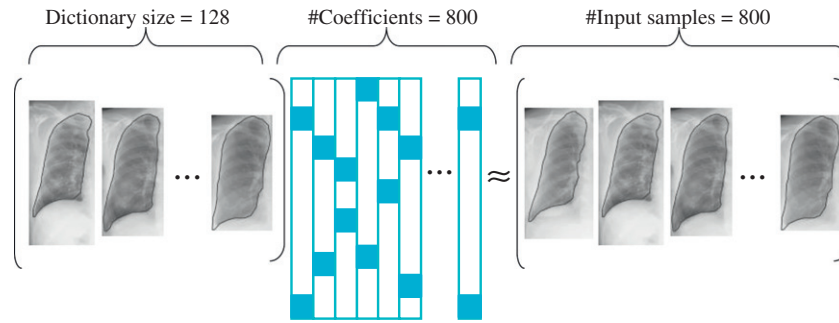 Dictionary size = 128 #Coefficients = 800 #Input samples = 800
... ... ≈ ...